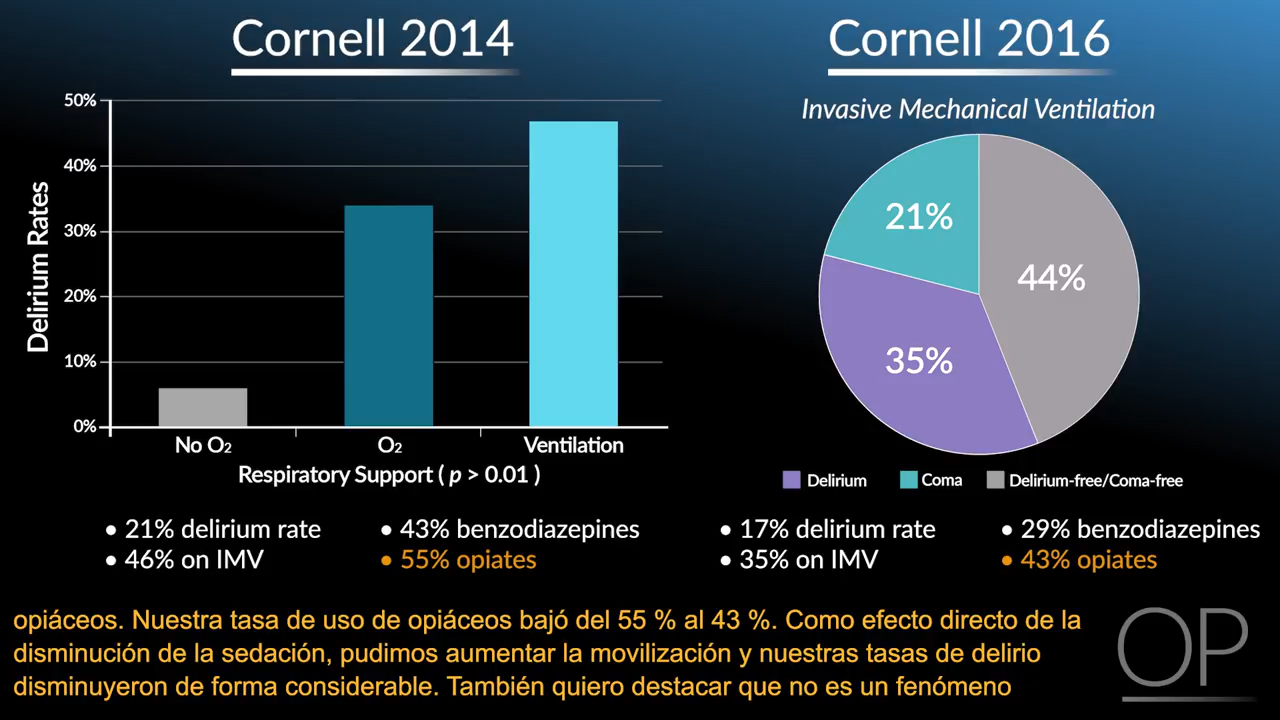 Cornell 2014
50%
40%
30%
20%
10%
0%
Delirium Rates
No O2
O2
Ventilation
Respiratory Support ( p > 0.01 )
• 21% delirium rate
• 46% on IMV
• 43% benzodiazepines
• 55% opiates
Cornell 2016
Invasive Mechanical Ventilation
21%
44%
35%
Delirium
Coma
Delirium-free/Coma-free
• 17% delirium rate
• 35% on IMV
• 29% benzodiazepines
• 43% opiates
opiáceos. Nuestra tasa de uso de opiáceos bajó del 55 % al 43 %. Como efecto directo de la
disminución de la sedación, pudimos aumentar la movilización y nuestras tasas de delirio
disminuyeron de forma considerable. También quiero destacar que no es un fenómeno
OP